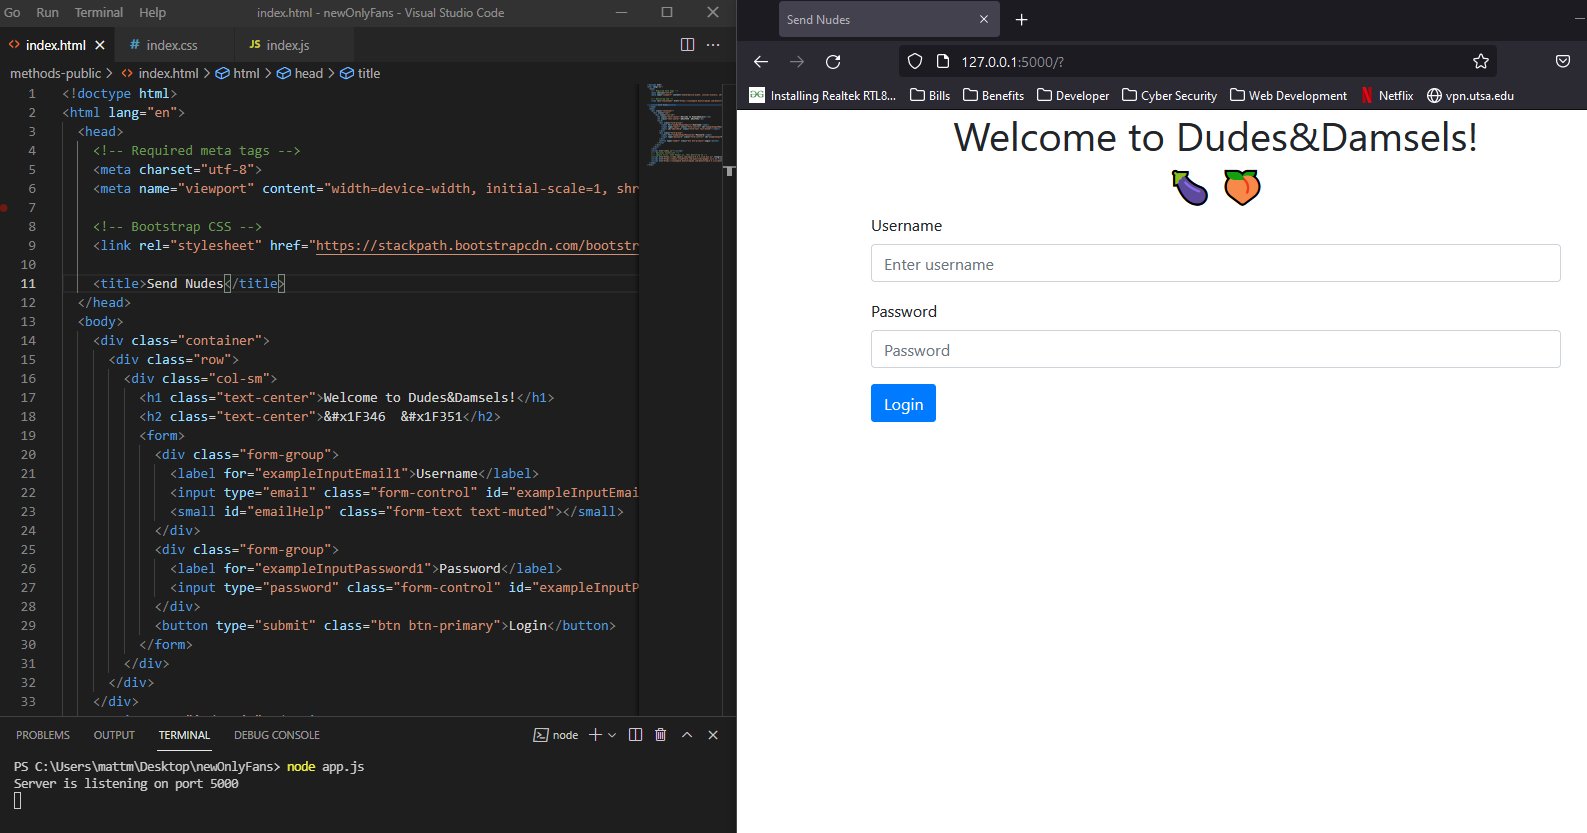 Go Run Terminal Help index.html - newOnlyFans - Visual Studio Code
index.html index.css JS index.js
methods-public > index.html > html > head > title
1 <!doctype html>
2 <html lang="en">
3 <head>
4 <!-- Required meta tags -->
5 <meta charset="utf-8">
6 <meta name="viewport" content="width=device-width, initial-scale=1, shr
7
8 <!-- Bootstrap CSS -->
9 <link rel="stylesheet" href="https://stackpath.bootstrapcdn.com/bootstr
10
11 <title>Send Nudes</title>
12 </head>
13 <body>
14 <div class="container">
15 <div class="row">
16 <div class="col-sm">
17 <h1 class="text-center">Welcome to Dudes&Damsels!</h1>
18 <h2 class="text-center">&#x1F346  &#x1F351</h2>
19 <form>
20 <div class="form-group">
21 <label for="exampleInputEmail1">Username</label>
22 <input type="email" class="form-control" id="exampleInputEmai
23 <small id="emailHelp" class="form-text text-muted"></small>
24 </div>
25 <div class="form-group">
26 <label for="exampleInputPassword1">Password</label>
27 <input type="password" class="form-control" id="exampleInputP
28 </div>
29 <button type="submit" class="btn btn-primary">Login</button>
30 </form>
31 </div>
32 </div>
33 </div>
PROBLEMS OUTPUT TERMINAL DEBUG CONSOLE node
PS C:\Users\mattm\Desktop\newOnlyFans> node app.js
Server is listening on port 5000
Send Nudes
127.0.0.1:5000/?
Installing Realtek RTL8... Bills Benefits Developer Cyber Security Web Development Netflix vpn.utsa.edu
Welcome to Dudes&Damsels!
🍆 🍑
Username
Enter username
Password
Password
Login